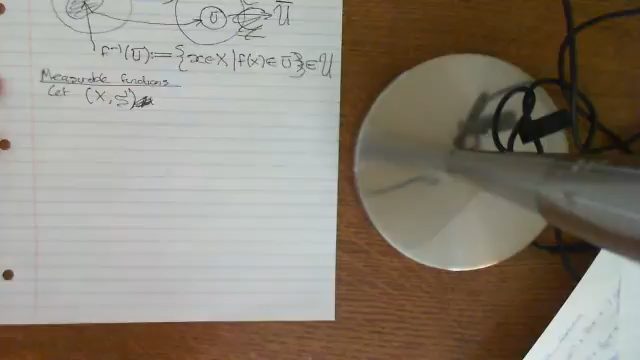 U Ū
f⁻¹(Ū) := {x∈X | f(x)∈Ū} ∈ U
Measurable functions
Let (X, Σ)